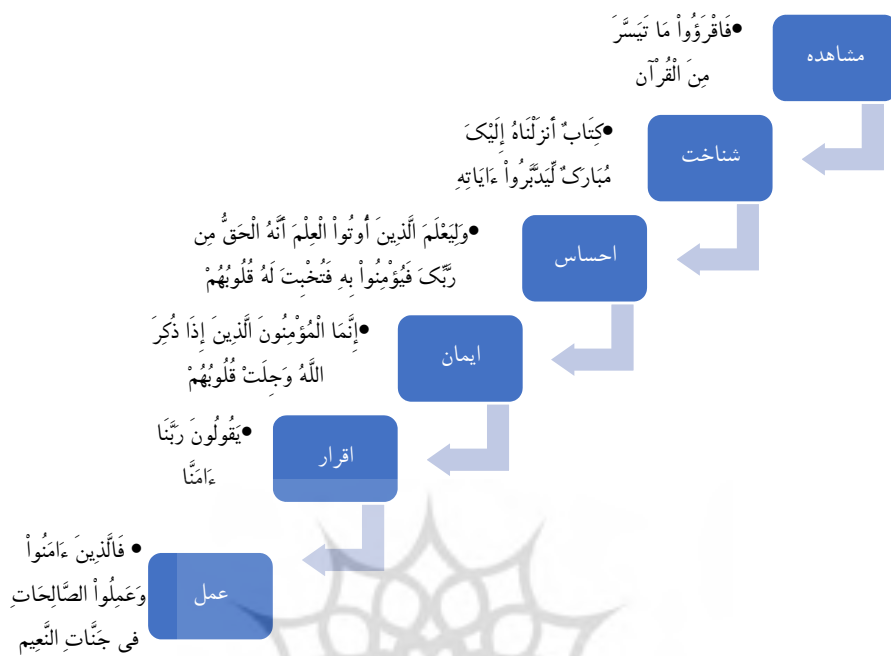 مشاهده
•فَاقْرَؤُواْ مَا تَيَسَّرَ
مِنَ الْقُرْآن
شناخت
•كِتَابٌ أَنزَلْنَاهُ إِلَيْکَ
مُبَارَکٌ لِّيَدَّبَّرُواْ ءَايَاتِهِ
احساس
•وَلِيَعْلَمَ الَّذِينَ أُوتُواْ الْعِلْمَ أَنَّهُ الْحَقُّ مِن
رَبِّکَ فَيُؤْمِنُواْ بِهِ فَتُخْبِتَ لَهُ قُلُوبُهُمْ
ایمان
•إِنَّمَا الْمُؤْمِنُونَ الَّذِينَ إِذَا ذُكِرَ
اللَّهُ وَجِلَتْ قُلُوبُهُمْ
اقرار
•يَقُولُونَ رَبَّنَا
ءَامَنَّا
عمل
• فَالَّذِينَ ءَامَنُواْ
وَعَمِلُواْ الصَّالِحَاتِ
فى جَنَّاتِ النَّعِيم